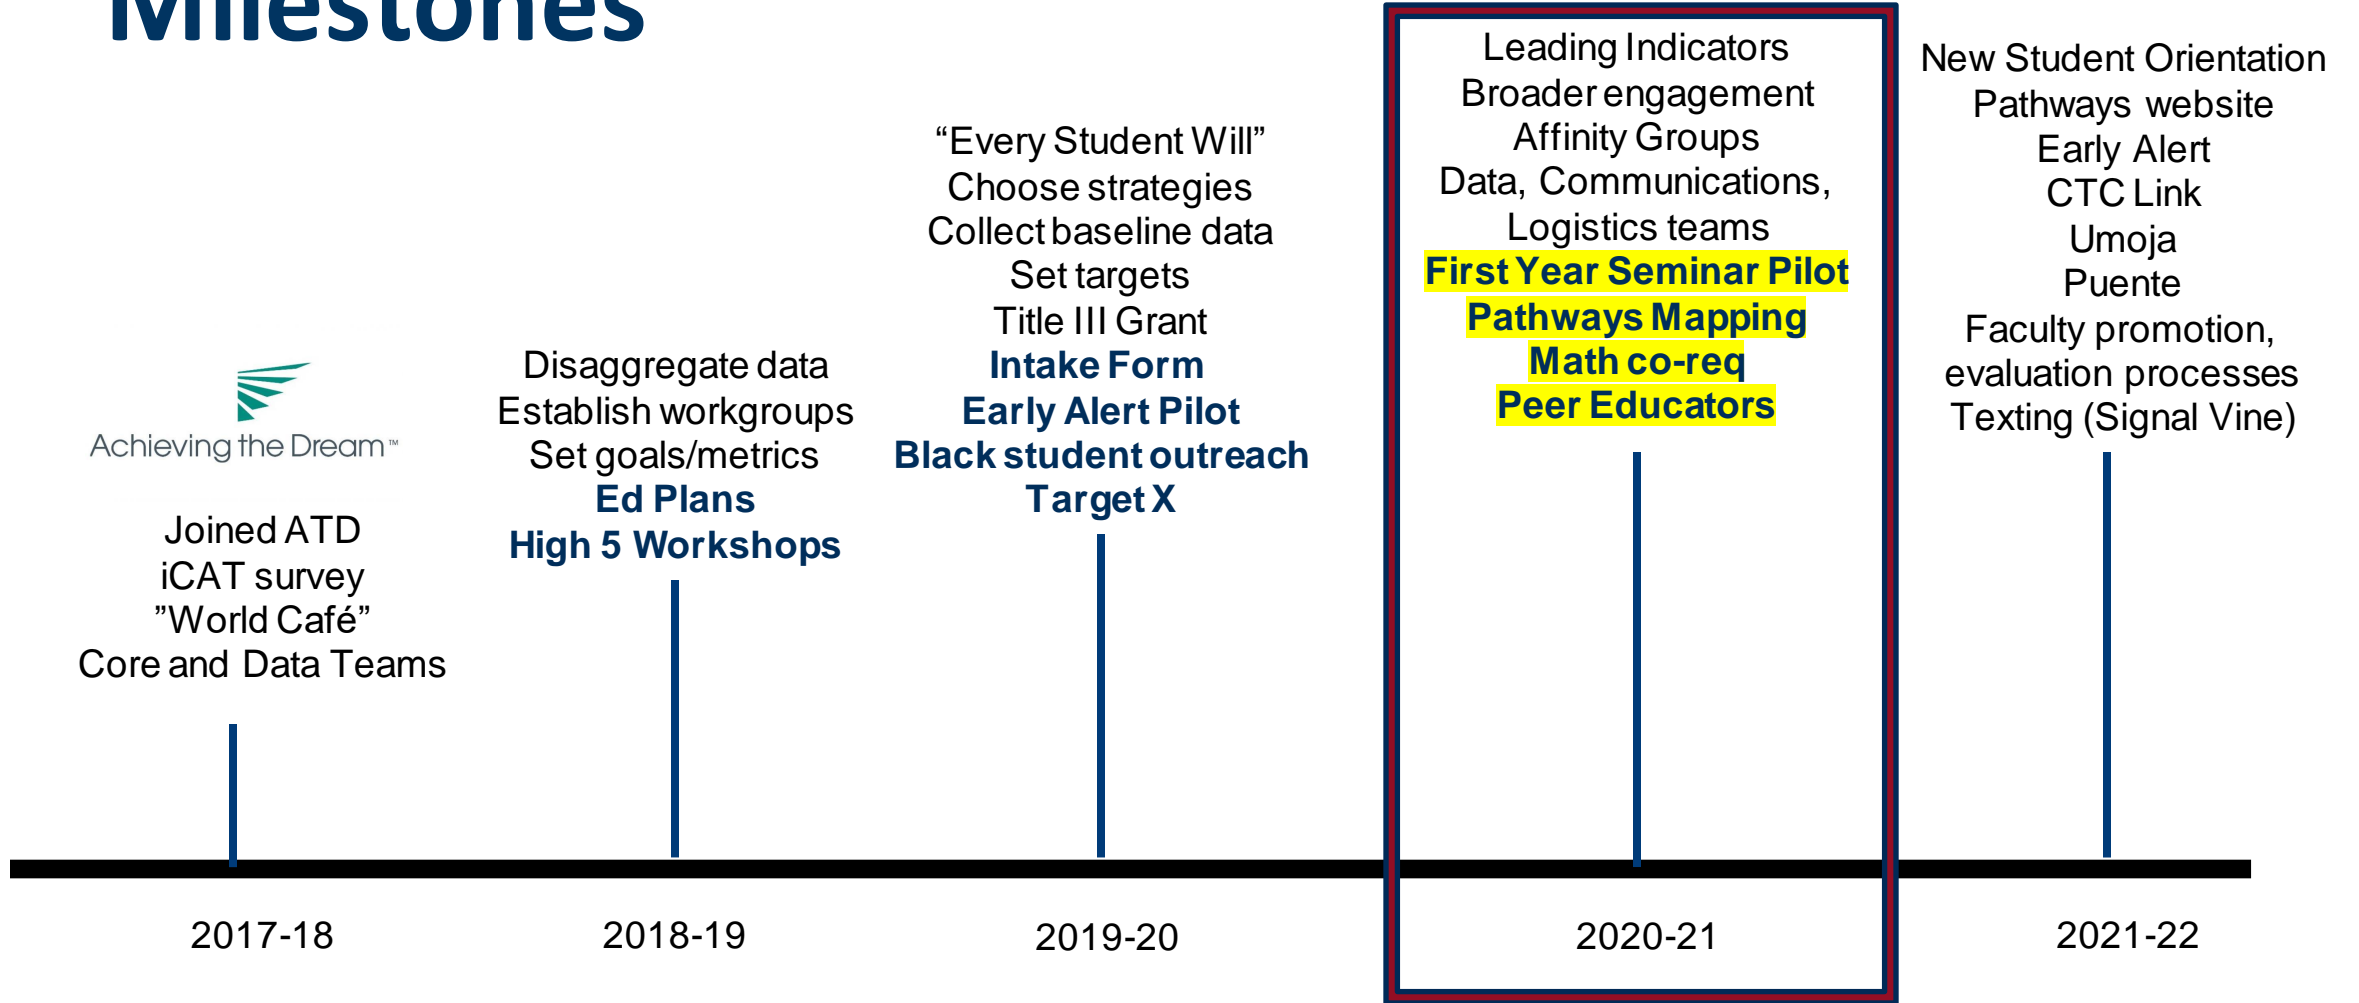 Milestones
Achieving the Dream™
Joined ATD
iCAT survey
”World Café”
Core and Data Teams
2017-18
Disaggregate data
Establish workgroups
Set goals/metrics
Ed Plans
High 5 Workshops
2018-19
“Every Student Will”
Choose strategies
Collect baseline data
Set targets
Title III Grant
Intake Form
Early Alert Pilot
Black student outreach
Target X
2019-20
Leading Indicators
Broader engagement
Affinity Groups
Data, Communications,
Logistics teams
First Year Seminar Pilot
Pathways Mapping
Math co-req
Peer Educators
2020-21
New Student Orientation
Pathways website
Early Alert
CTC Link
Umoja
Puente
Faculty promotion,
evaluation processes
Texting (Signal Vine)
2021-22